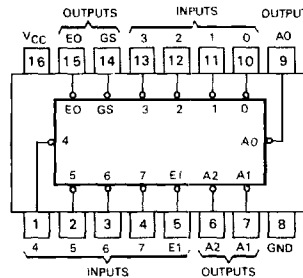 OUTPUTS INPUTS OUTPUT
VCC EO GS 3 2 1 0 A0
16 15 14 13 12 11 10 9
EO GS 3 2 1 0
4 A0
5 6 7 EI A2 A1
1 2 3 4 5 6 7 8
4 5 6 7 E1 A2 A1 GND
INPUTS OUTPUTS